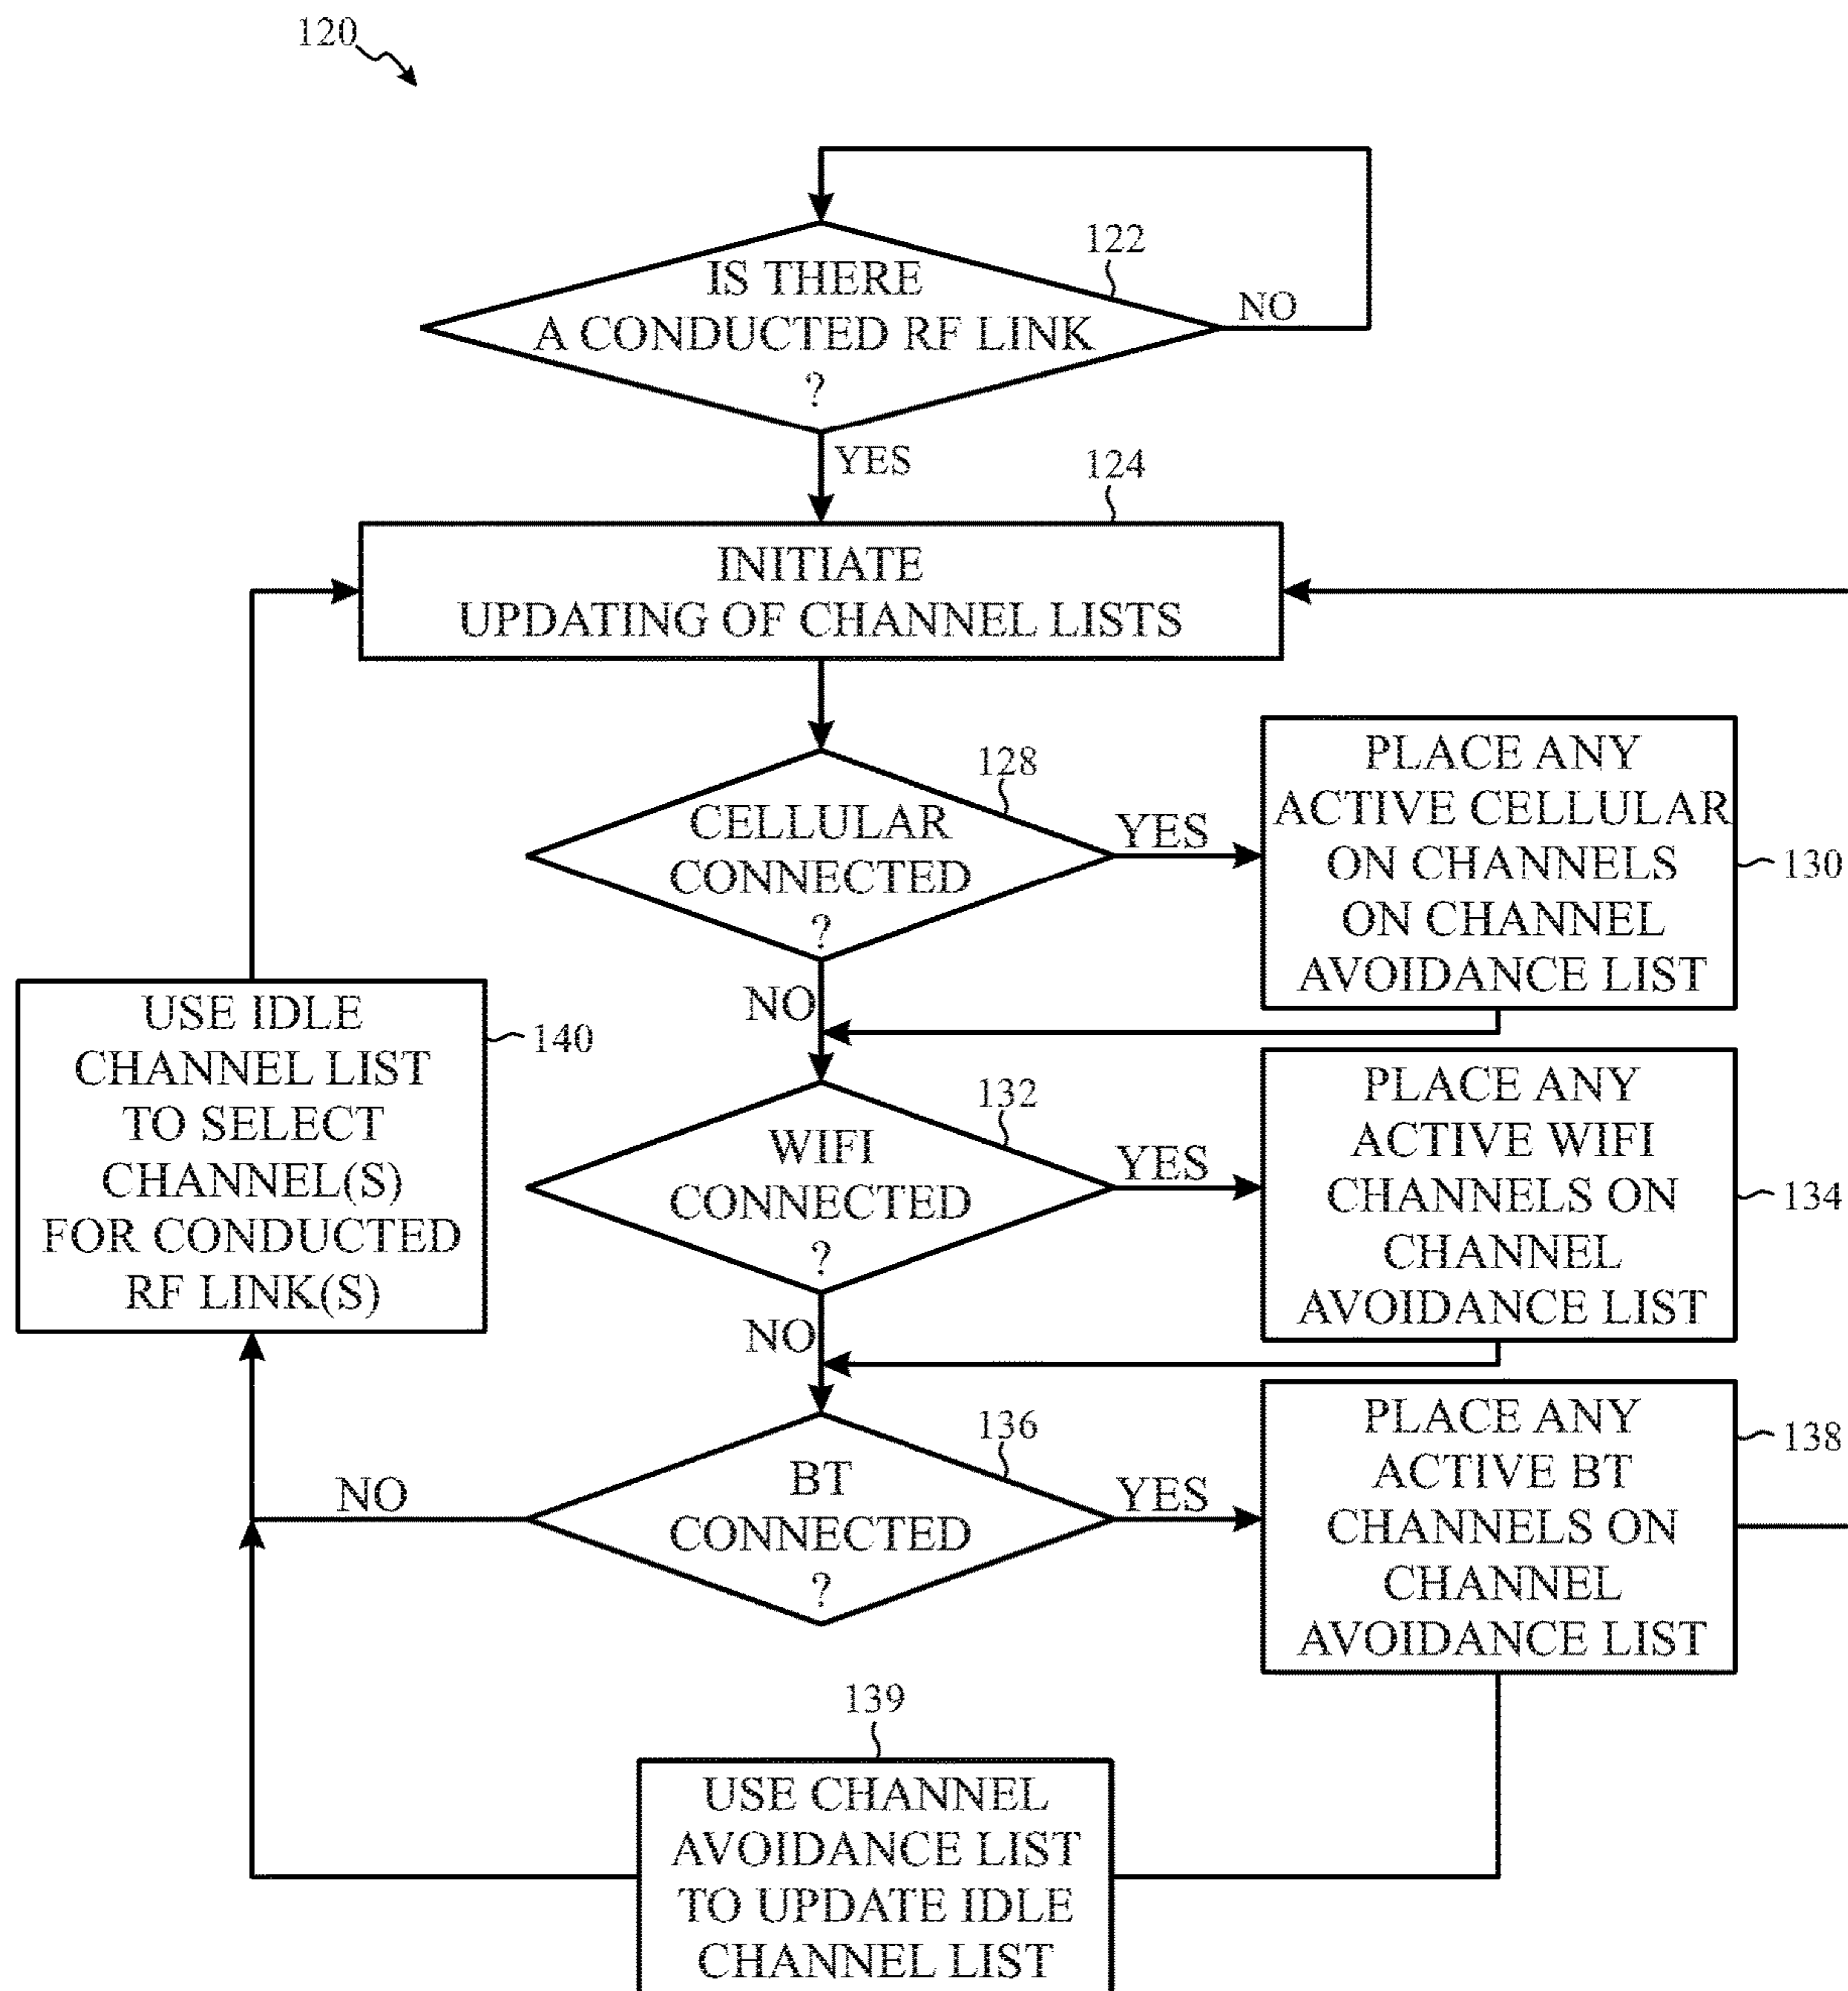 120
122
IS THERE
A CONDUCTED RF LINK
?
NO
YES
124
INITIATE
UPDATING OF CHANNEL LISTS
128
CELLULAR
CONNECTED
?
YES
NO
PLACE ANY
ACTIVE CELLULAR
ON CHANNELS
ON CHANNEL
AVOIDANCE LIST
130
USE IDLE
CHANNEL LIST
TO SELECT
CHANNEL(S)
FOR CONDUCTED
RF LINK(S)
140
132
WIFI
CONNECTED
?
YES
NO
PLACE ANY
ACTIVE WIFI
CHANNELS ON
CHANNEL
AVOIDANCE LIST
134
136
BT
CONNECTED
?
NO
YES
PLACE ANY
ACTIVE BT
CHANNELS ON
CHANNEL
AVOIDANCE LIST
138
139
USE CHANNEL
AVOIDANCE LIST
TO UPDATE IDLE
CHANNEL LIST